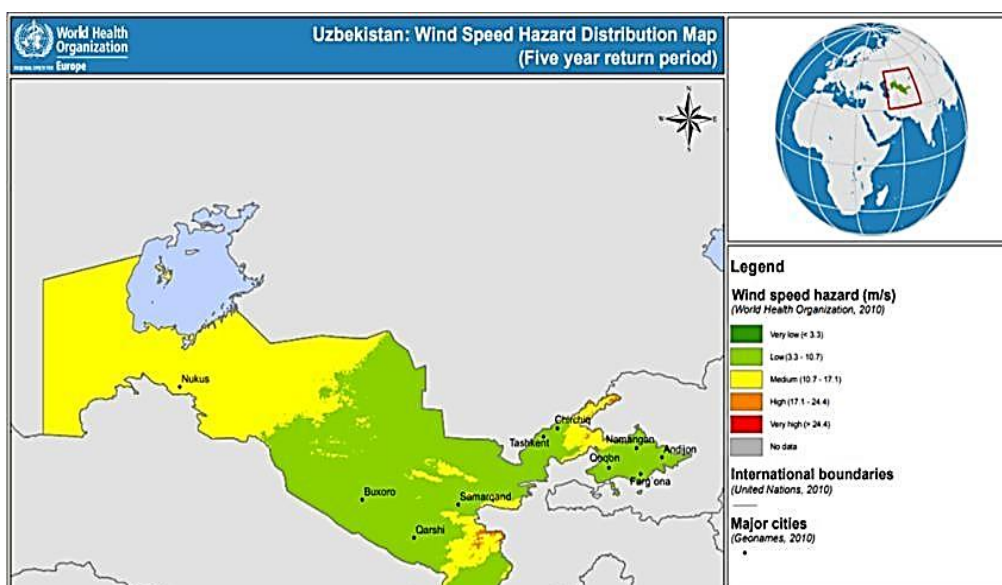 World Health
Organization
REGIONAL OFFICE FOR Europe
Uzbekistan: Wind Speed Hazard Distribution Map
(Five year return period)
N
W
E
S
Nukus
Chirchiq
Tashkent
Namangan
Andijon
Qoqon
Farg'ona
Buxoro
Samarqand
Qarshi
Legend
Wind speed hazard (m/s)
(World Health Organization, 2010)
Very low (< 3.3)
Low (3.3 - 10.7)
Medium (10.7 - 17.1)
High (17.1 - 24.4)
Very high (> 24.4)
No data
International boundaries
(United Nations, 2010)
Major cities
(Geonames, 2010)